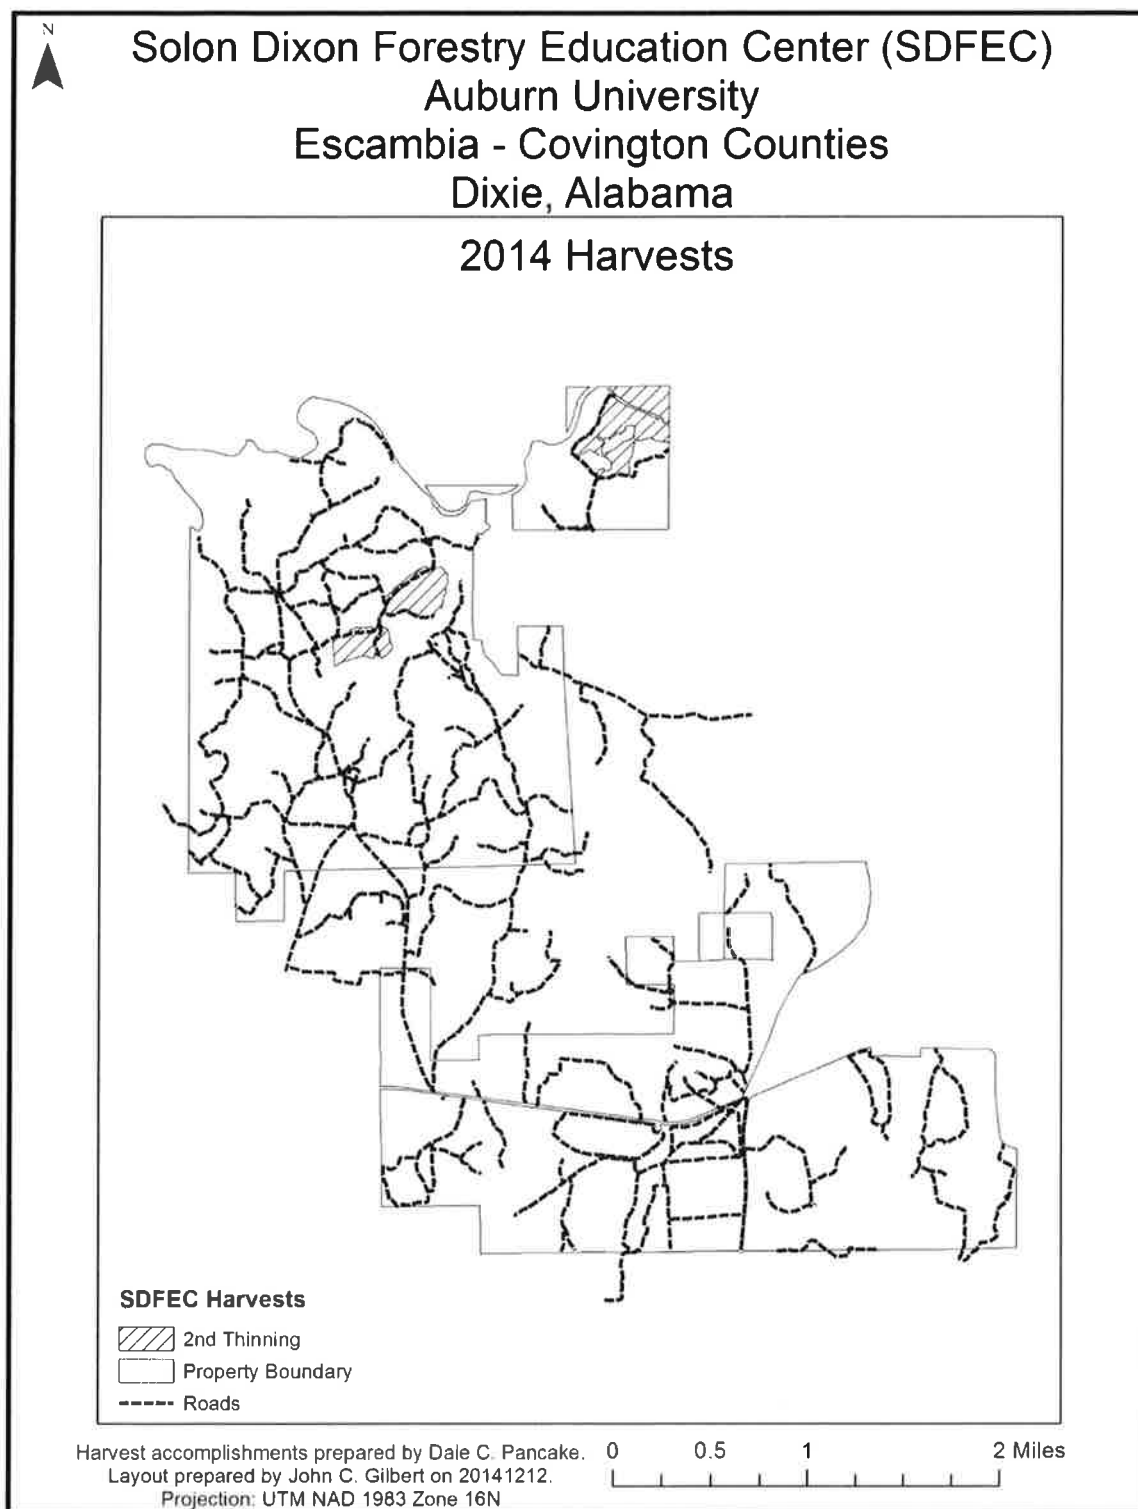 N
Solon Dixon Forestry Education Center (SDFEC)
Auburn University
Escambia - Covington Counties
Dixie, Alabama
2014 Harvests
SDFEC Harvests
2nd Thinning
Property Boundary
Roads
Harvest accomplishments prepared by Dale C. Pancake.
Layout prepared by John C. Gilbert on 20141212.
Projection: UTM NAD 1983 Zone 16N
0 0.5 1 2 Miles